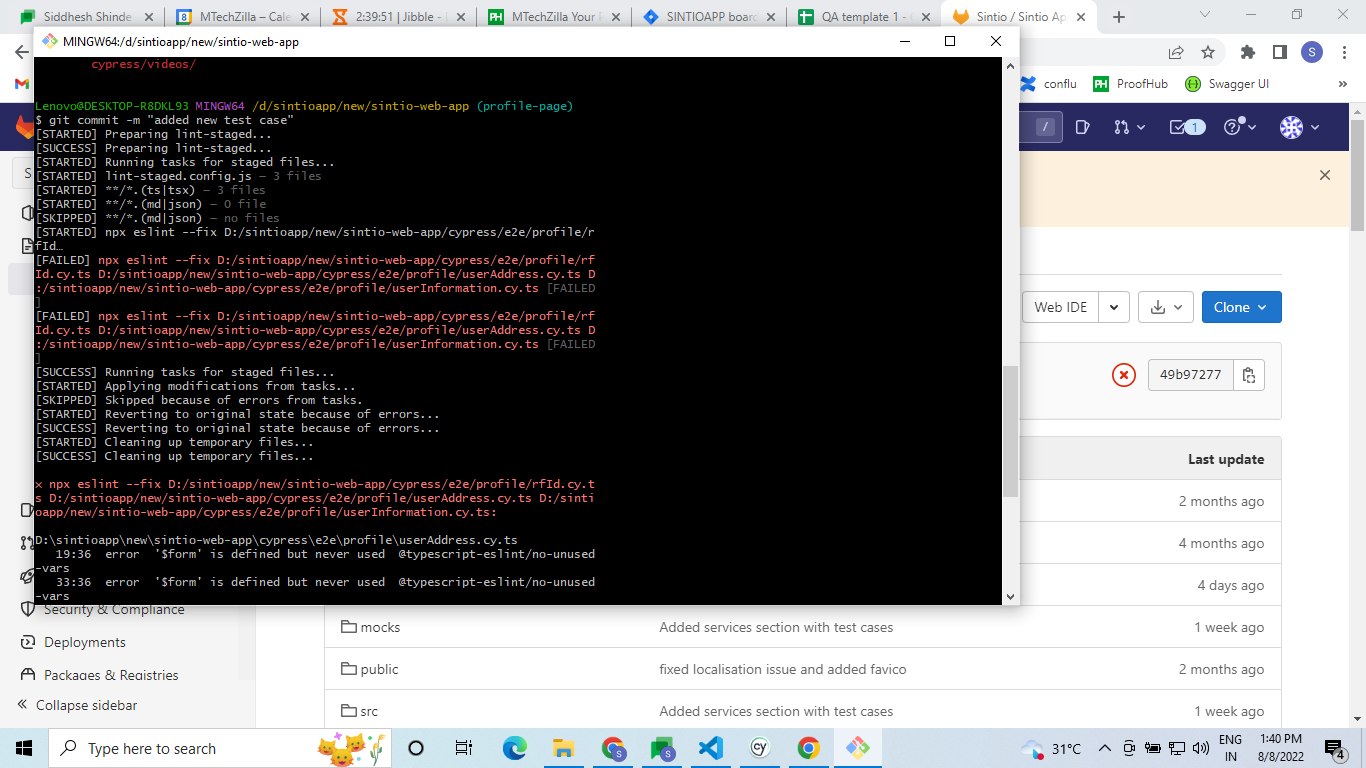 Siddhesh Shinde
MTechZilla – Cale
2:39:51 | Jibble -
MTechZilla Your
SINTIOAPP board
QA template 1 -
Sintio / Sintio Ap
MINGW64:/d/sintioapp/new/sintio-web-app
S
conflu
ProofHub
Swagger UI
»
cypress/videos/
Lenovo@DESKTOP-R8DKL93 MINGW64 /d/sintioapp/new/sintio-web-app (profile-page)
$ git commit -m "added new test case"
[STARTED] Preparing lint-staged...
[SUCCESS] Preparing lint-staged...
[STARTED] Running tasks for staged files...
[STARTED] lint-staged.config.js — 3 files
[STARTED] **/*.(ts|tsx) — 3 files
[STARTED] **/*.(md|json) — 0 file
[SKIPPED] **/*.(md|json) — no files
[STARTED] npx eslint --fix D:/sintioapp/new/sintio-web-app/cypress/e2e/profile/r
fId…
[FAILED] npx eslint --fix D:/sintioapp/new/sintio-web-app/cypress/e2e/profile/rf
Id.cy.ts D:/sintioapp/new/sintio-web-app/cypress/e2e/profile/userAddress.cy.ts D
:/sintioapp/new/sintio-web-app/cypress/e2e/profile/userInformation.cy.ts [FAILED
]
[FAILED] npx eslint --fix D:/sintioapp/new/sintio-web-app/cypress/e2e/profile/rf
Id.cy.ts D:/sintioapp/new/sintio-web-app/cypress/e2e/profile/userAddress.cy.ts D
:/sintioapp/new/sintio-web-app/cypress/e2e/profile/userInformation.cy.ts [FAILED
]
[SUCCESS] Running tasks for staged files...
[STARTED] Applying modifications from tasks...
[SKIPPED] Skipped because of errors from tasks.
[STARTED] Reverting to original state because of errors...
[SUCCESS] Reverting to original state because of errors...
[STARTED] Cleaning up temporary files...
[SUCCESS] Cleaning up temporary files...
× npx eslint --fix D:/sintioapp/new/sintio-web-app/cypress/e2e/profile/rfId.cy.t
s D:/sintioapp/new/sintio-web-app/cypress/e2e/profile/userAddress.cy.ts D:/sinti
oapp/new/sintio-web-app/cypress/e2e/profile/userInformation.cy.ts:
D:\sintioapp\new\sintio-web-app\cypress\e2e\profile\userAddress.cy.ts
19:36 error '$form' is defined but never used @typescript-eslint/no-unused
-vars
33:36 error '$form' is defined but never used @typescript-eslint/no-unused
-vars
/
1
S
Web IDE
Clone
49b97277
Last update
2 months ago
4 months ago
4 days ago
Security & Compliance
Deployments
Packages & Registries
Collapse sidebar
mocks Added services section with test cases 1 week ago
public fixed localisation issue and added favico 2 months ago
src Added services section with test cases 1 week ago
Type here to search
S
S
cy
31°C
ENG
IN
1:40 PM
8/8/2022
4